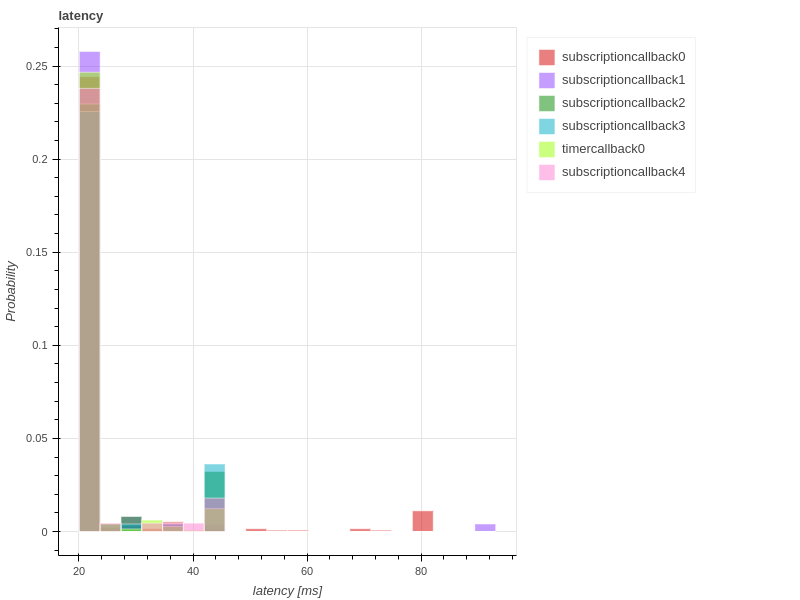 latency
subscriptioncallback0
subscriptioncallback1
subscriptioncallback2
subscriptioncallback3
timercallback0
subscriptioncallback4
0.25
0.2
0.15
0.1
0.05
0
Probability
20
40
60
80
latency [ms]